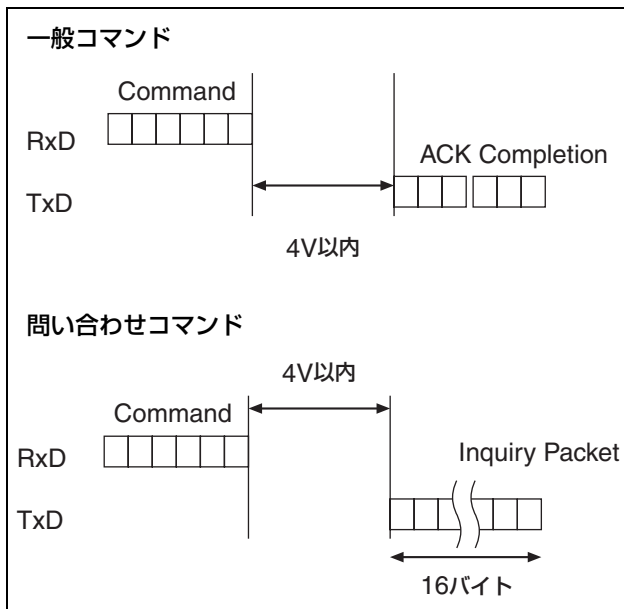 一般コマンド
Command
RxD
ACK Completion
TxD
4V以内
問い合わせコマンド
4V以内
Command
RxD
Inquiry Packet
TxD
16バイト